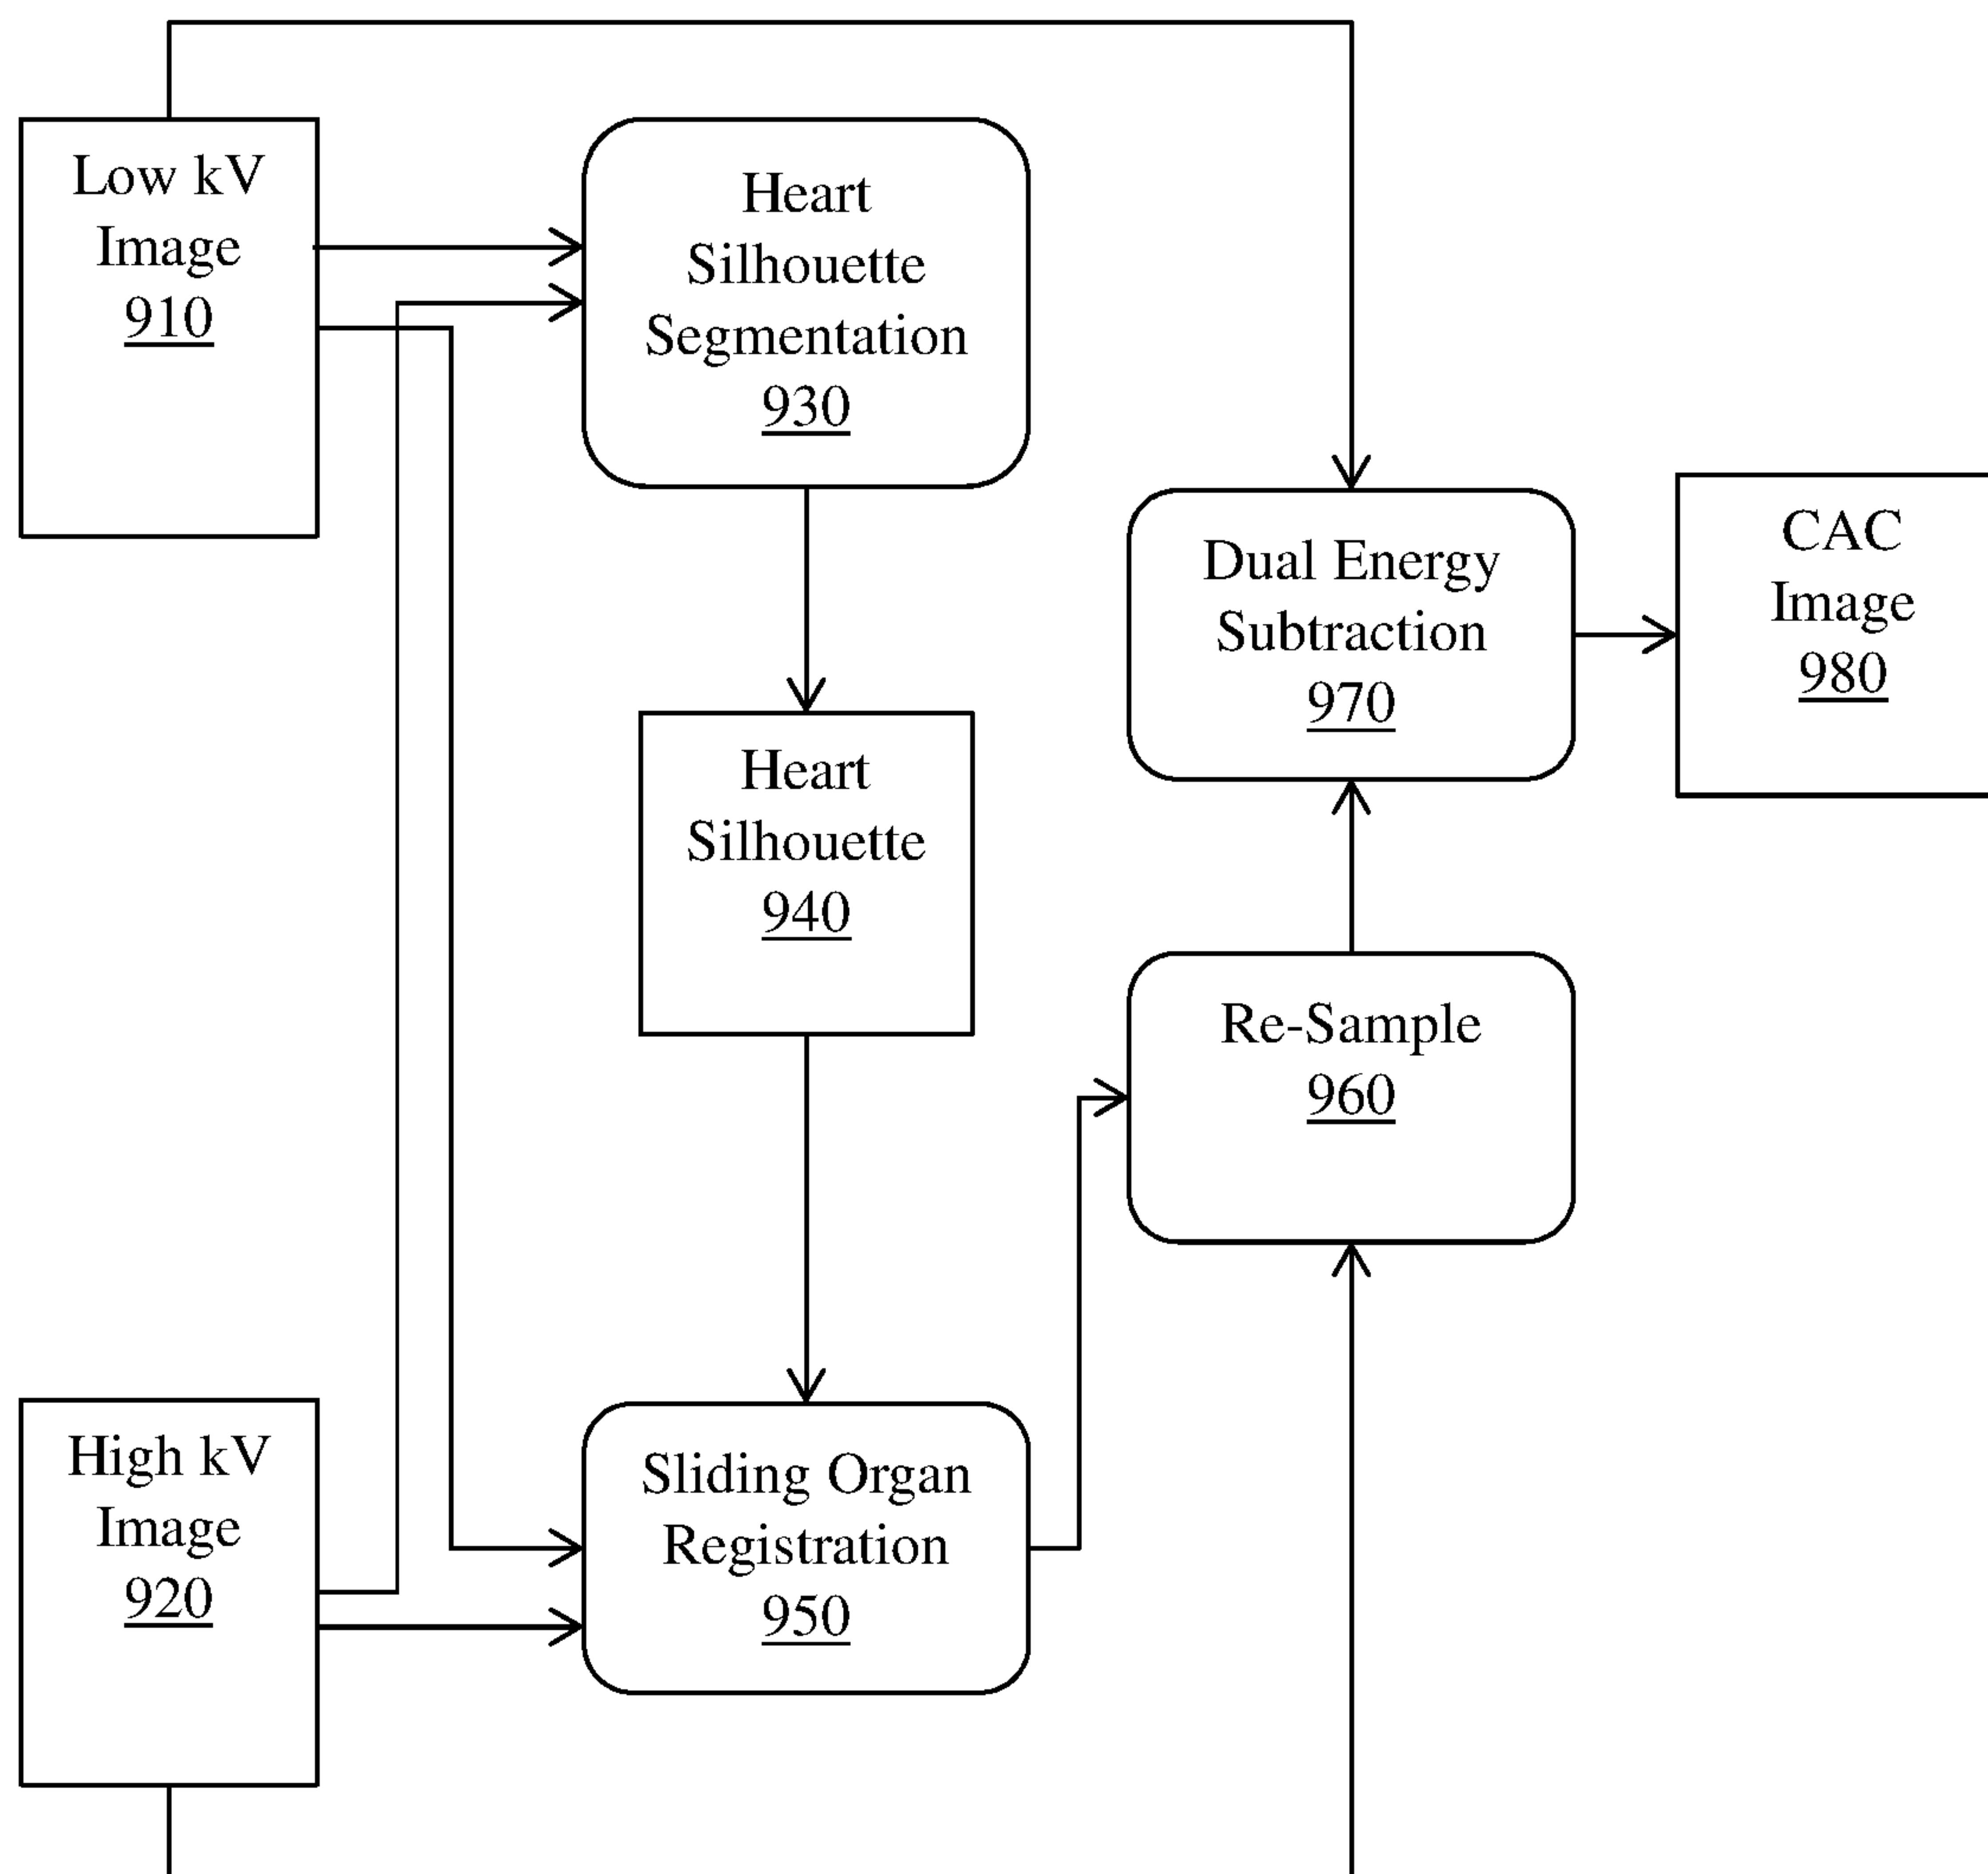 Low kV
Image
910
Heart
Silhouette
Segmentation
930
Dual Energy
Subtraction
970
CAC
Image
980
Heart
Silhouette
940
Re-Sample
960
High kV
Image
920
Sliding Organ
Registration
950